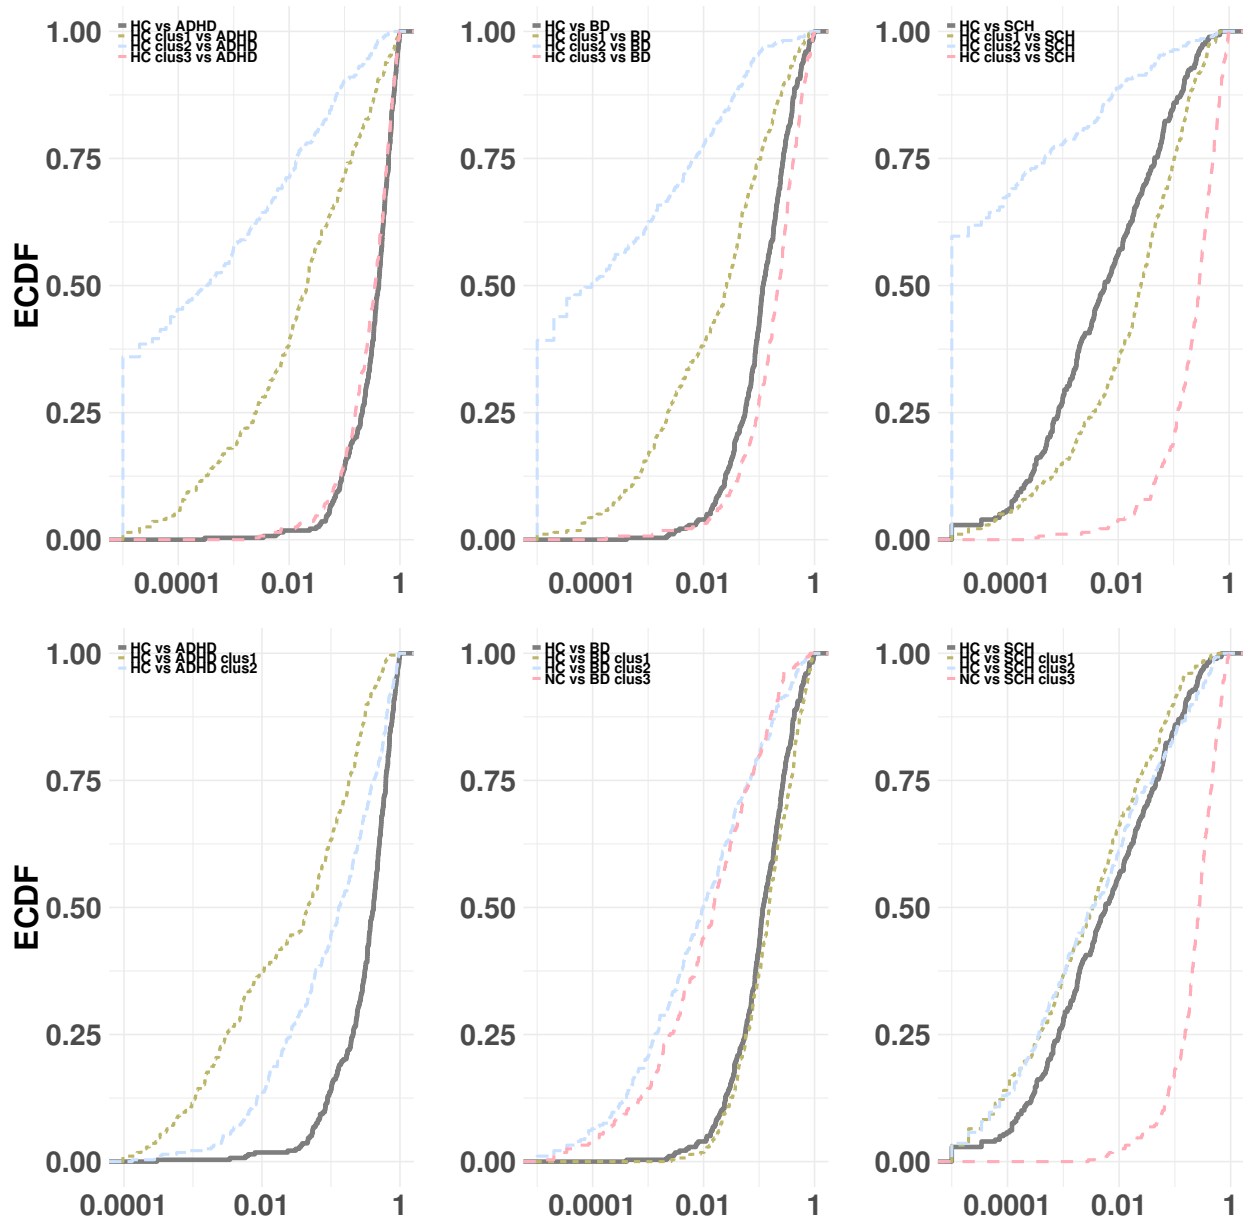 HC vs ADHD
HC clus1 vs ADHD
HC clus2 vs ADHD
HC clus3 vs ADHD
1.00
0.75
0.50
0.25
0.00
ECDF
0.0001 0.01 1
HC vs BD
HC clus1 vs BD
HC clus2 vs BD
HC clus3 vs BD
1.00
0.75
0.50
0.25
0.00
0.0001 0.01 1
HC vs SCH
HC clus1 vs SCH
HC clus2 vs SCH
HC clus3 vs SCH
1.00
0.75
0.50
0.25
0.00
0.0001 0.01 1
HC vs ADHD
HC vs ADHD clus1
HC vs ADHD clus2
1.00
0.75
0.50
0.25
0.00
ECDF
0.0001 0.01 1
HC vs BD
HC vs BD clus1
HC vs BD clus2
NC vs BD clus3
1.00
0.75
0.50
0.25
0.00
0.0001 0.01 1
HC vs SCH
HC vs SCH clus1
HC vs SCH clus2
NC vs SCH clus3
1.00
0.75
0.50
0.25
0.00
0.0001 0.01 1